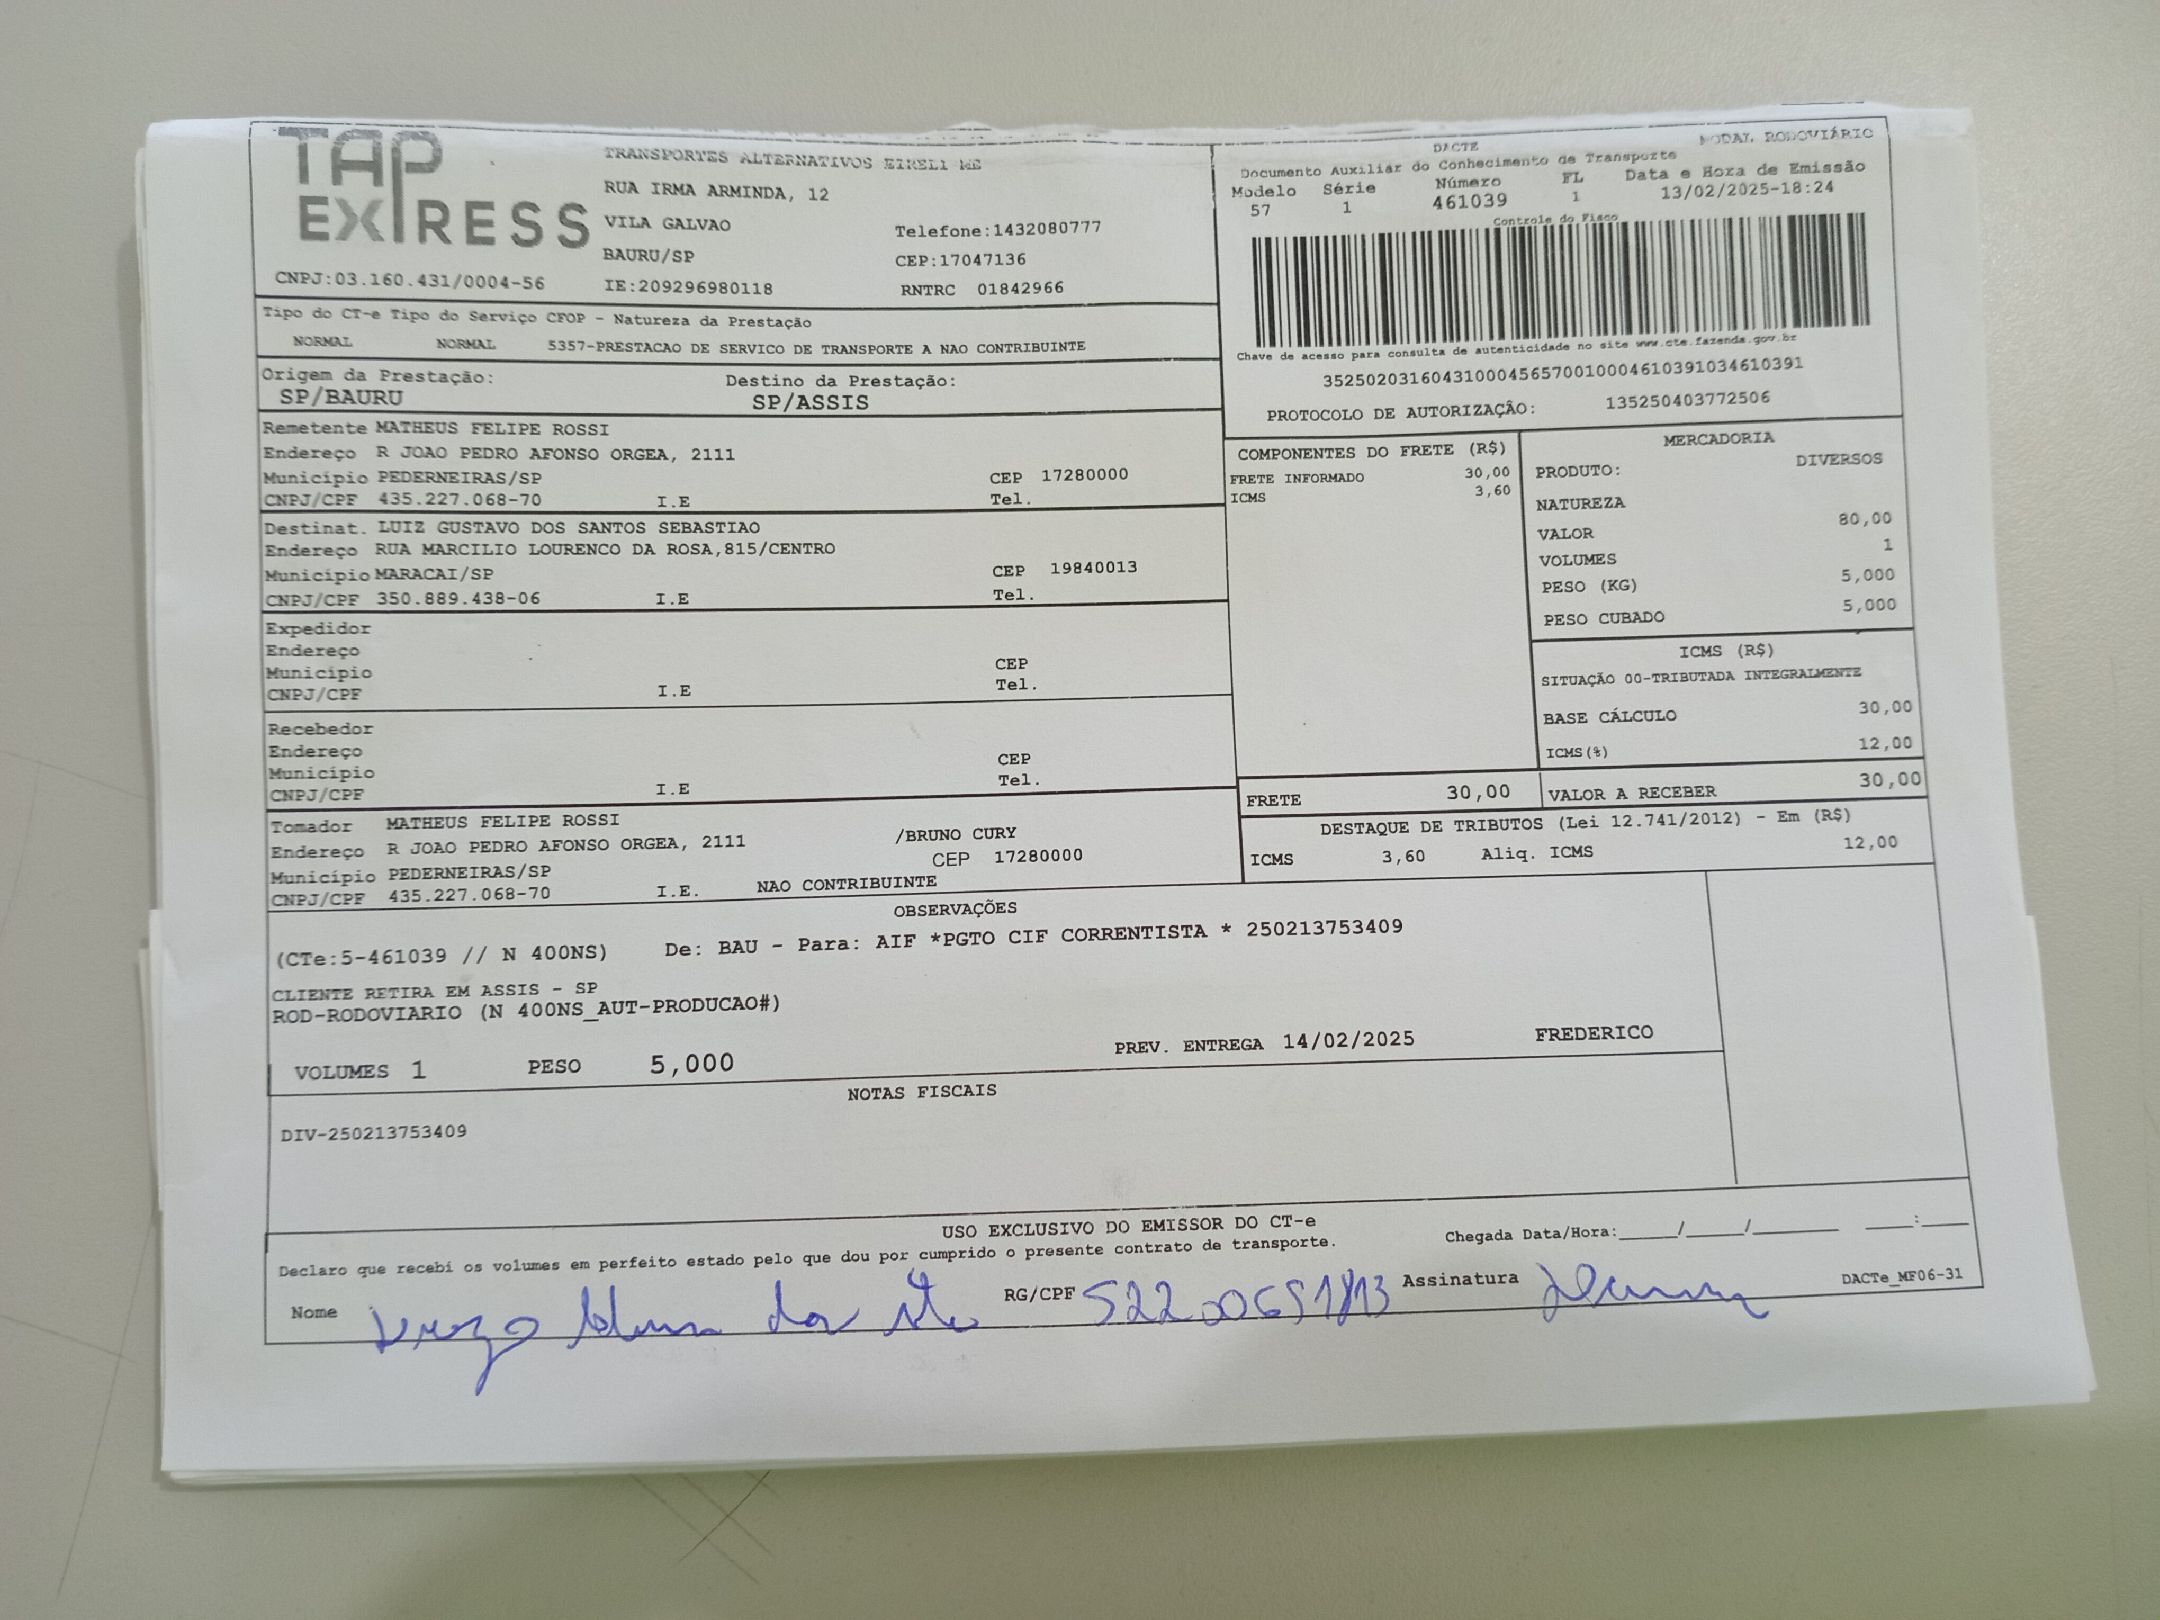 TAP
EXPRESS
CNPJ:03.160.431/0004-56
TRANSPORTES ALTERNATIVOS EIRELI ME
RUA IRMA ARMINDA, 12
VILA GALVAO Telefone:1432080777
BAURU/SP CEP:17047136
IE:209296980118 RNTRC 01842966
DACTE MODAL RODOVIÁRIO
Documento Auxiliar do Conhecimento de Transporte
Modelo Série Número FL Data e Hora de Emissão
57 1 461039 1 13/02/2025-18:24
Controle do Fisco
Chave de acesso para consulta de autenticidade no site www.cte.fazenda.gov.br
35250203160431000456570010004610391034610391
PROTOCOLO DE AUTORIZAÇÃO: 135250403772506
Tipo do CT-e Tipo do Serviço CFOP - Natureza da Prestação
NORMAL NORMAL 5357-PRESTACAO DE SERVICO DE TRANSPORTE A NAO CONTRIBUINTE
Origem da Prestação: Destino da Prestação:
SP/BAURU SP/ASSIS
Remetente MATHEUS FELIPE ROSSI
Endereço R JOAO PEDRO AFONSO ORGEA, 2111
Município PEDERNEIRAS/SP CEP 17280000
CNPJ/CPF 435.227.068-70 I.E Tel.
Destinat. LUIZ GUSTAVO DOS SANTOS SEBASTIAO
Endereço RUA MARCILIO LOURENCO DA ROSA,815/CENTRO
Município MARACAI/SP CEP 19840013
CNPJ/CPF 350.889.438-06 I.E Tel.
Expedidor
Endereço
Município CEP
CNPJ/CPF I.E Tel.
Recebedor
Endereço
Município CEP
CNPJ/CPF I.E Tel.
Tomador MATHEUS FELIPE ROSSI
Endereço R JOAO PEDRO AFONSO ORGEA, 2111 /BRUNO CURY
Município PEDERNEIRAS/SP CEP 17280000
CNPJ/CPF 435.227.068-70 I.E. NAO CONTRIBUINTE
COMPONENTES DO FRETE (R$)
FRETE INFORMADO 30,00
ICMS 3,60
MERCADORIA
PRODUTO: DIVERSOS
NATUREZA
VALOR 80,00
VOLUMES 1
PESO (KG) 5,000
PESO CUBADO 5,000
ICMS (R$)
SITUAÇÃO 00-TRIBUTADA INTEGRALMENTE
BASE CÁLCULO 30,00
ICMS(%) 12,00
FRETE 30,00 VALOR A RECEBER 30,00
DESTAQUE DE TRIBUTOS (Lei 12.741/2012) - Em (R$)
ICMS 3,60 Aliq. ICMS 12,00
OBSERVAÇÕES
(CTe:5-461039 // N 400NS) De: BAU - Para: AIF *PGTO CIF CORRENTISTA * 250213753409
CLIENTE RETIRA EM ASSIS - SP
ROD-RODOVIARIO (N 400NS_AUT-PRODUCAO#)
VOLUMES 1 PESO 5,000 PREV. ENTREGA 14/02/2025 FREDERICO
NOTAS FISCAIS
DIV-250213753409
USO EXCLUSIVO DO EMISSOR DO CT-e
Declaro que recebi os volumes em perfeito estado pelo que dou por cumprido o presente contrato de transporte.
Chegada Data/Hora:____/____/______ ___:___
Nome RG/CPF Assinatura DACTe_MF06-31